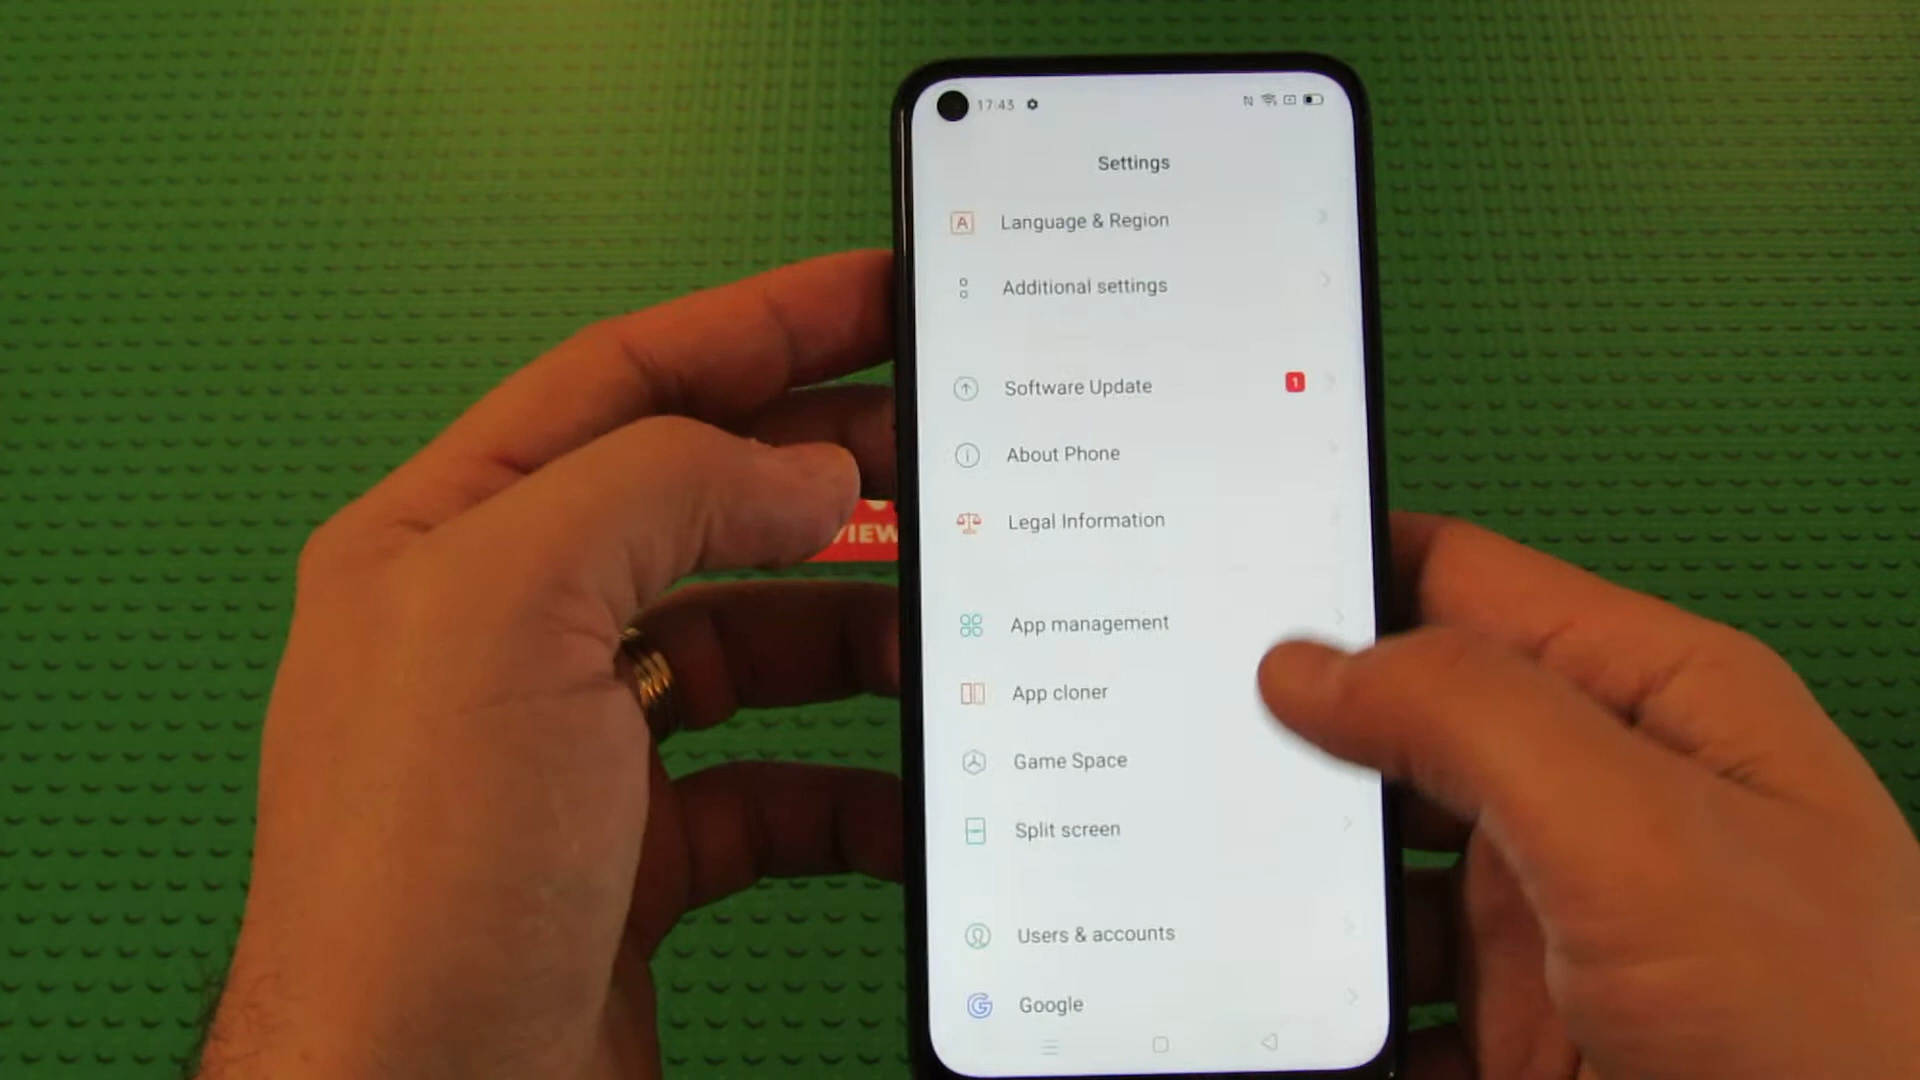 17:43
Settings
Language & Region
Additional settings
Software Update 1
About Phone
Legal Information
App management
App cloner
Game Space
Split screen
Users & accounts
Google
VIEW